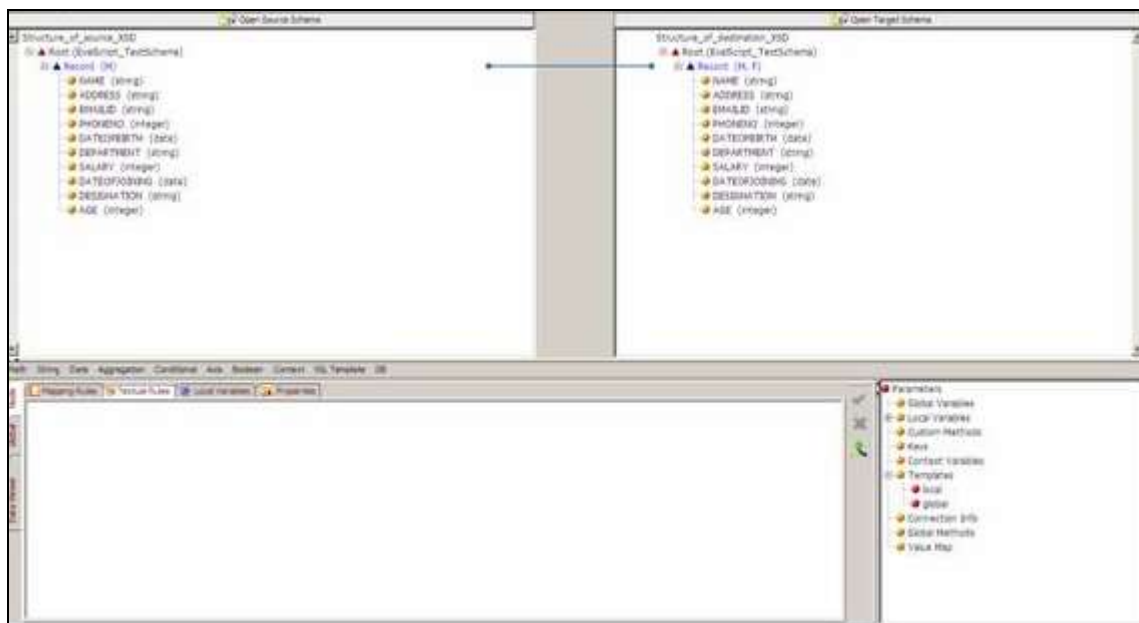 Open Source Schema
Open Target Schema
Structure_of_source_XSD
Root (EvalScript_TestSchema)
Record (M)
NAME (string)
ADDRESS (string)
EMAILID (string)
PHONENO (integer)
DATEOFBIRTH (date)
DEPARTMENT (string)
SALARY (integer)
DATEOFJOINING (date)
DESIGNATION (string)
AGE (integer)
Structure_of_destination_XSD
Root (EvalScript_TestSchema)
Record (M, F)
NAME (string)
ADDRESS (string)
EMAILID (string)
PHONENO (integer)
DATEOFBIRTH (date)
DEPARTMENT (string)
SALARY (integer)
DATEOFJOINING (date)
DESIGNATION (string)
AGE (integer)
String Date Aggregation Conditional Axis Boolean Context XSL Template DB
Mapping Rules Textual Rules Local Variables Properties
Parameters
Global Variables
Local Variables
Custom Methods
Keys
Context Variables
Templates
local
global
Connection Info
Global Methods
Value Map